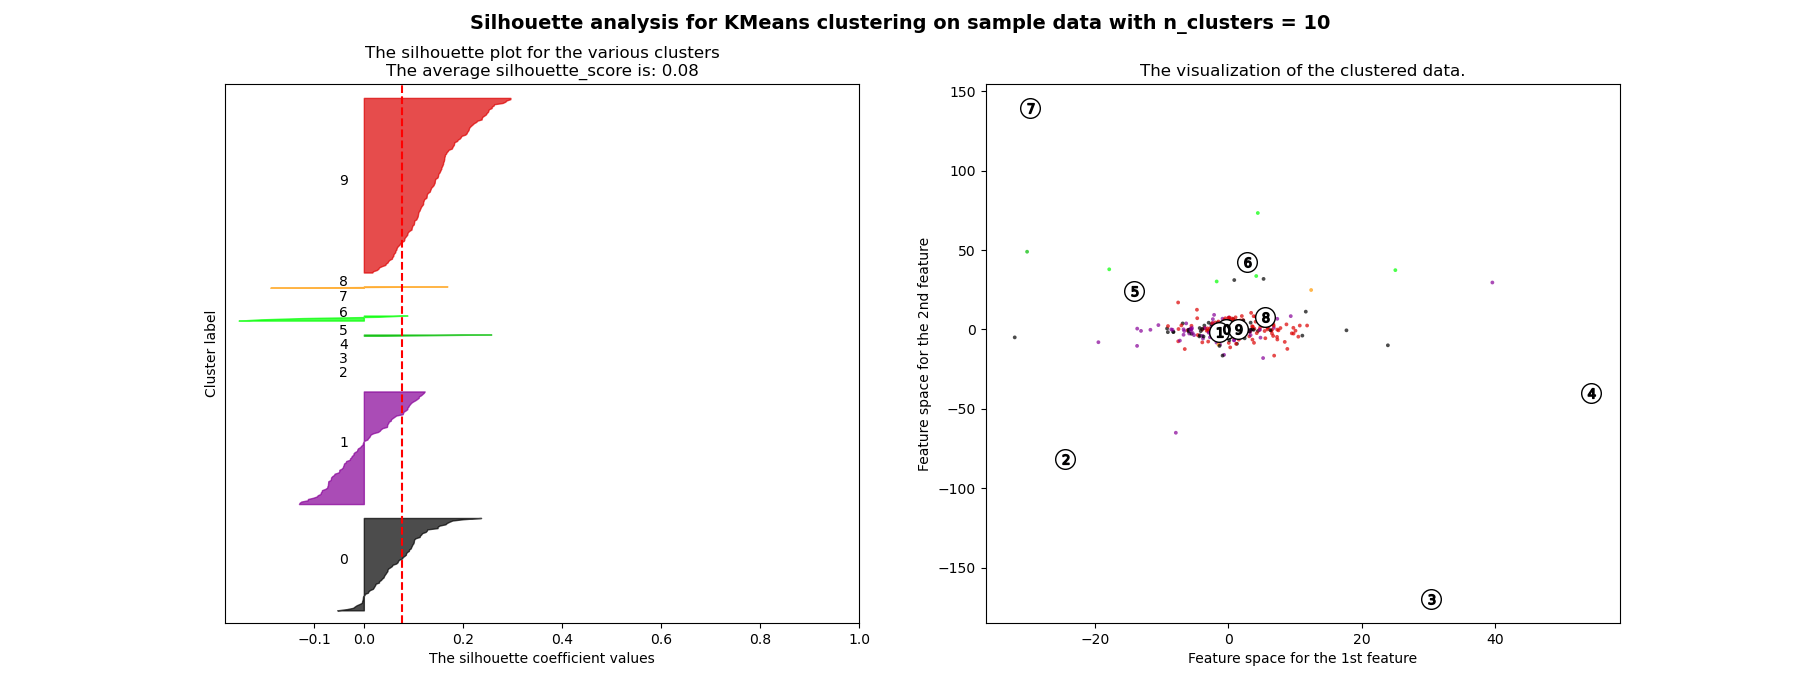 Silhouette analysis for KMeans clustering on sample data with n_clusters = 10
The silhouette plot for the various clusters
The average silhouette_score is: 0.08
Cluster label
9
8
7
6
5
4
3
2
1
0
−0.1 0.0 0.2 0.4 0.6 0.8 1.0
The silhouette coefficient values
The visualization of the clustered data.
Feature space for the 2nd feature
150
100
50
0
−50
−100
−150
7
6
5
8
1 0 9
4
2
3
−20 0 20 40
Feature space for the 1st feature